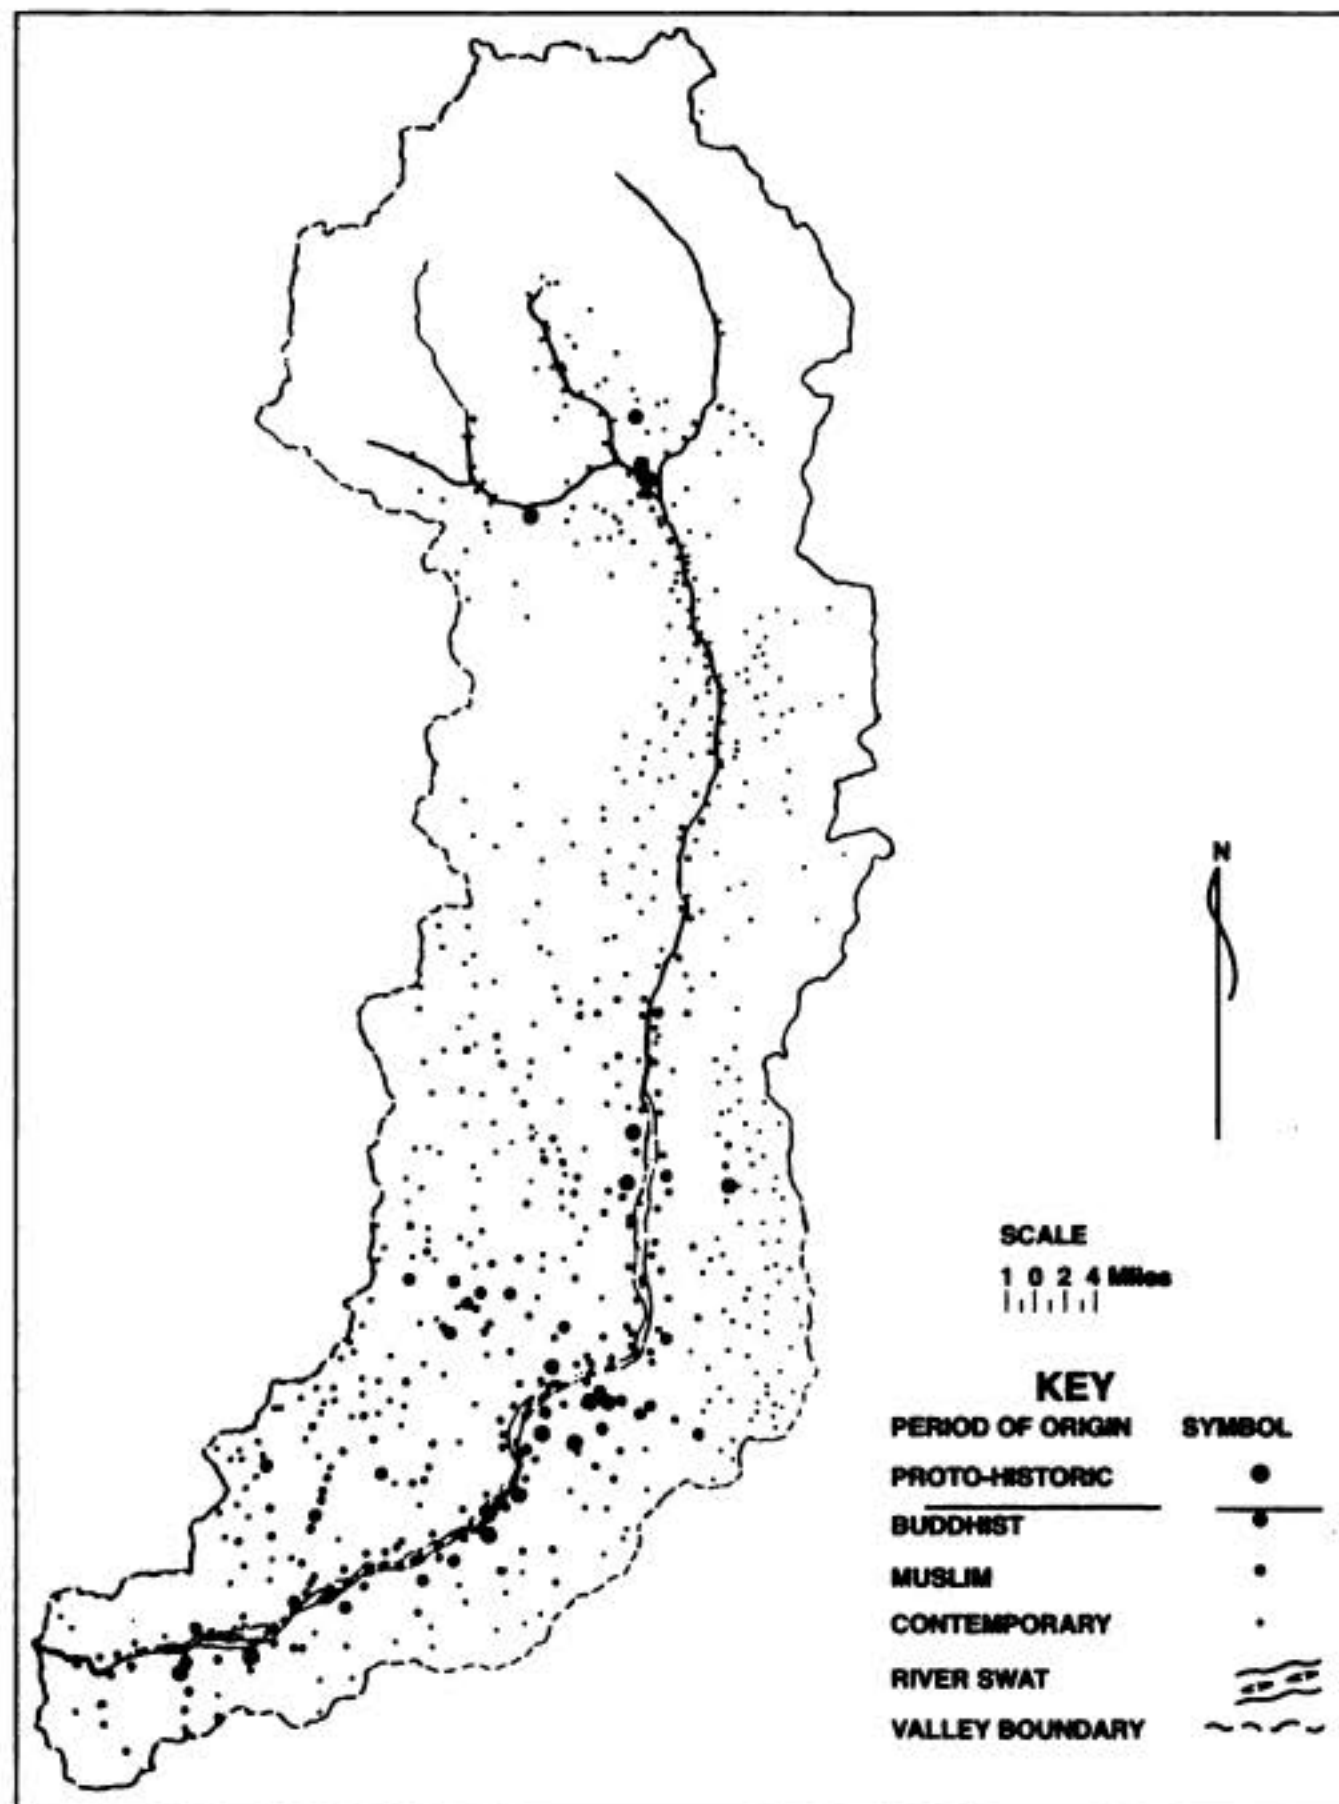 N
SCALE
1 0 2 4 Miles
KEY
PERIOD OF ORIGIN SYMBOL
PROTO-HISTORIC
BUDDHIST
MUSLIM
CONTEMPORARY
RIVER SWAT
VALLEY BOUNDARY